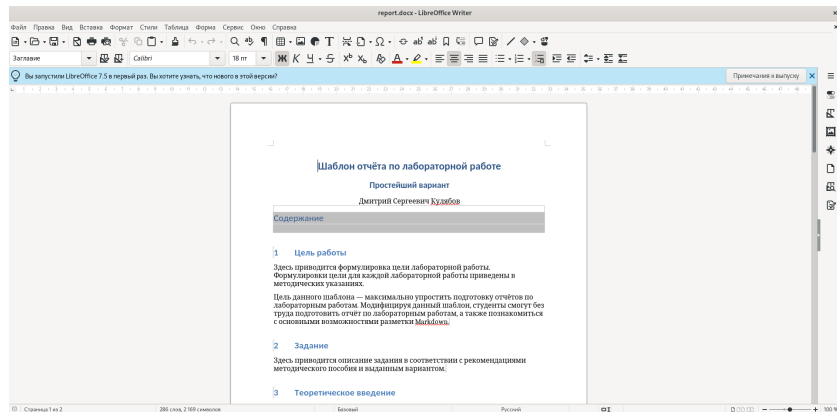 report.docx - LibreOffice Writer
Файл Правка Вид Вставка Формат Стили Таблица Форма Сервис Окно Справка
Заглавие Calibri 18 пт
Вы запустили LibreOffice 7.5 в первый раз. Вы хотите узнать, что нового в этой версии? Примечания к выпуску
Шаблон отчёта по лабораторной работе
Простейший вариант
Дмитрий Сергеевич Кулябов
Содержание
1 Цель работы
Здесь приводится формулировка цели лабораторной работы.
Формулировки цели для каждой лабораторной работы приведены в
методических указаниях.
Цель данного шаблона — максимально упростить подготовку отчётов по
лабораторным работам. Модифицируя данный шаблон, студенты смогут без
труда подготовить отчёт по лабораторным работам, а также познакомиться
с основными возможностями разметки Markdown.
2 Задание
Здесь приводится описание задания в соответствии с рекомендациями
методического пособия и выданным вариантом.
3 Теоретическое введение
Страница 1 из 2 286 слов, 2 169 символов Базовый Русский 100 %